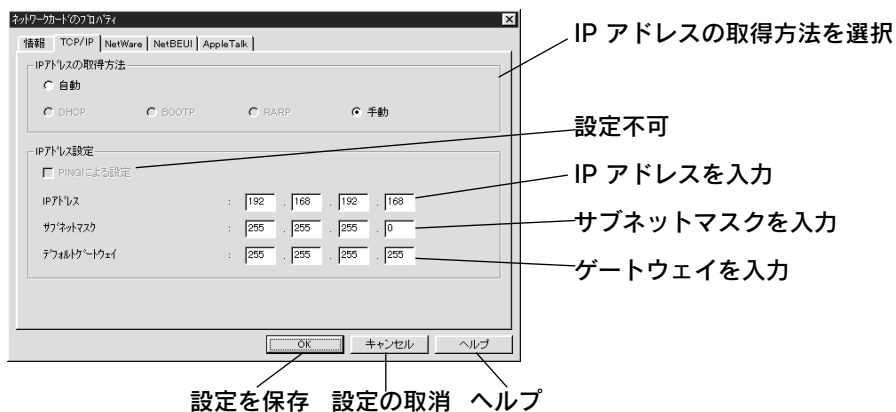 ネットワークカードのプロパティ
情報 TCP/IP NetWare NetBEUI AppleTalk
IP アドレスの取得方法を選択
IPアドレスの取得方法
自動
DHCP BOOTP RARP 手動
設定不可
IPアドレス設定
PINGによる設定
IP アドレスを入力
IPアドレス : 192 . 168 . 192 . 168
サブネットマスクを入力
サブネットマスク : 255 . 255 . 255 . 0
デフォルトゲートウェイ : 255 . 255 . 255 . 255
ゲートウェイを入力
OK キャンセル ヘルプ
設定を保存 設定の取消 ヘルプ